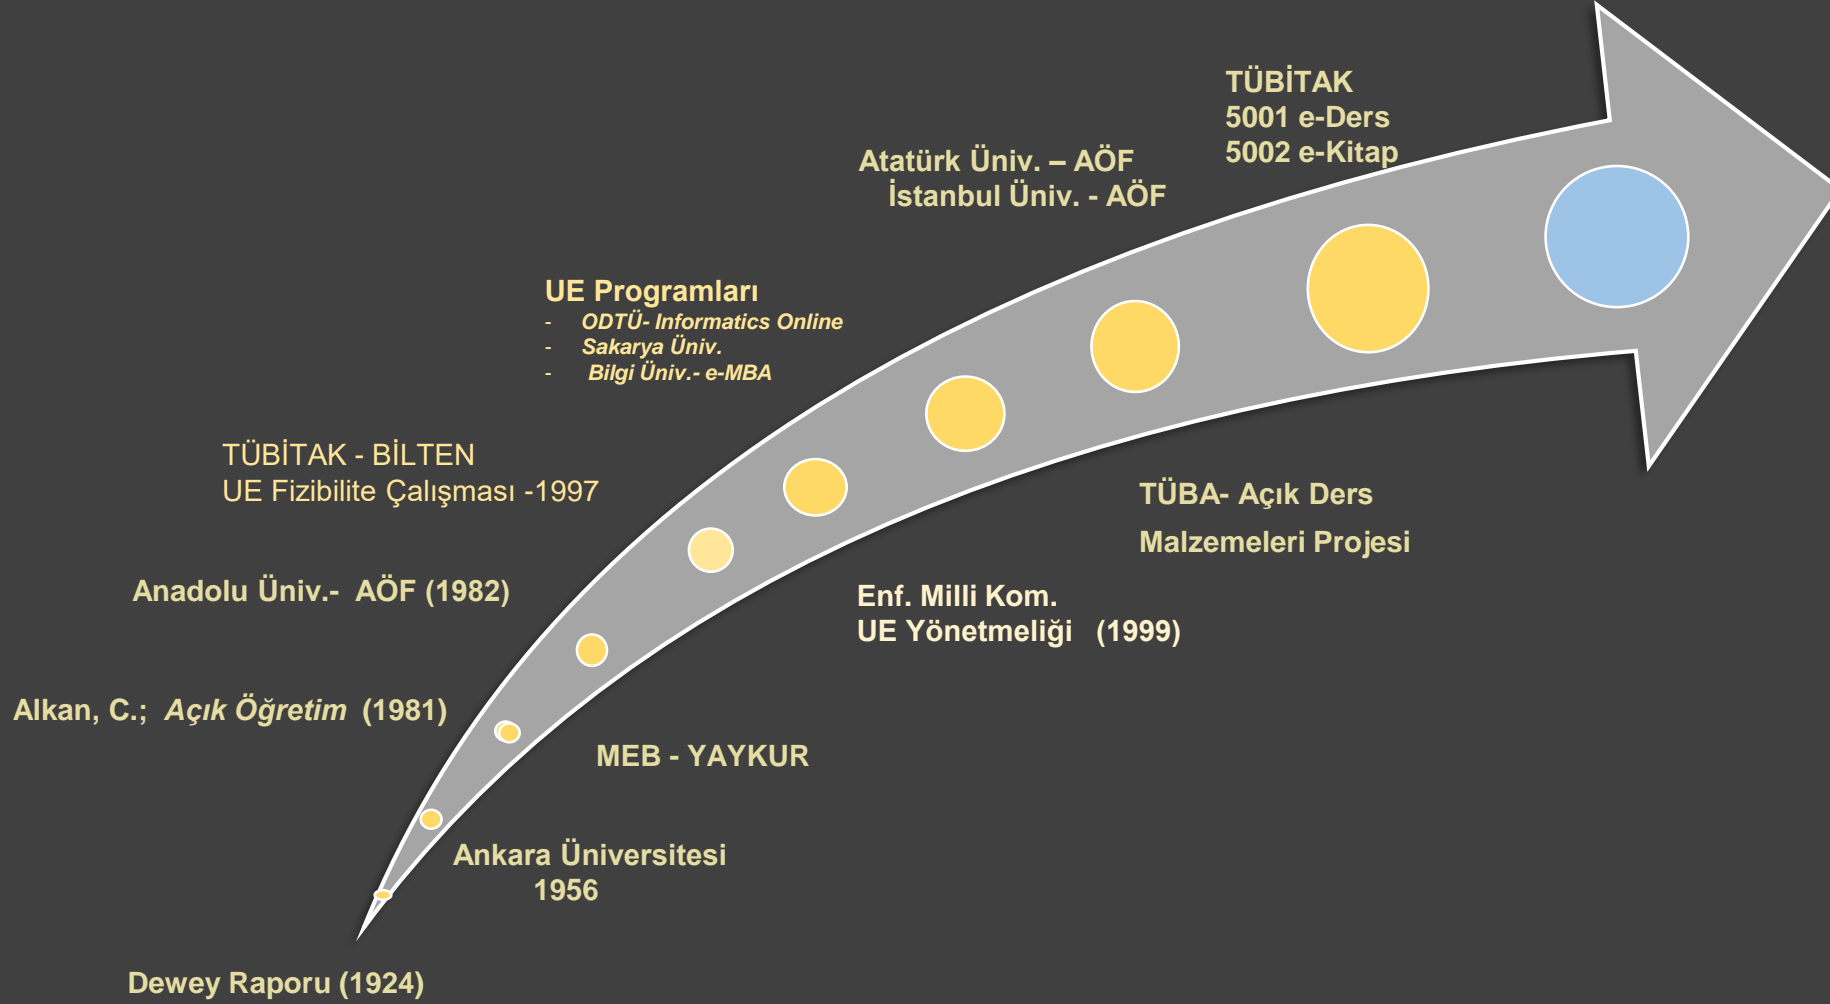 TÜBİTAK
5001 e-Ders
5002 e-Kitap
Atatürk Üniv. – AÖF
İstanbul Üniv. - AÖF
UE Programları
- ODTÜ- Informatics Online
- Sakarya Üniv.
- Bilgi Üniv.- e-MBA
TÜBİTAK - BİLTEN
UE Fizibilite Çalışması -1997
TÜBA- Açık Ders
Malzemeleri Projesi
Anadolu Üniv.- AÖF (1982)
Enf. Milli Kom.
UE Yönetmeliği (1999)
Alkan, C.; Açık Öğretim (1981)
MEB - YAYKUR
Ankara Üniversitesi
1956
Dewey Raporu (1924)